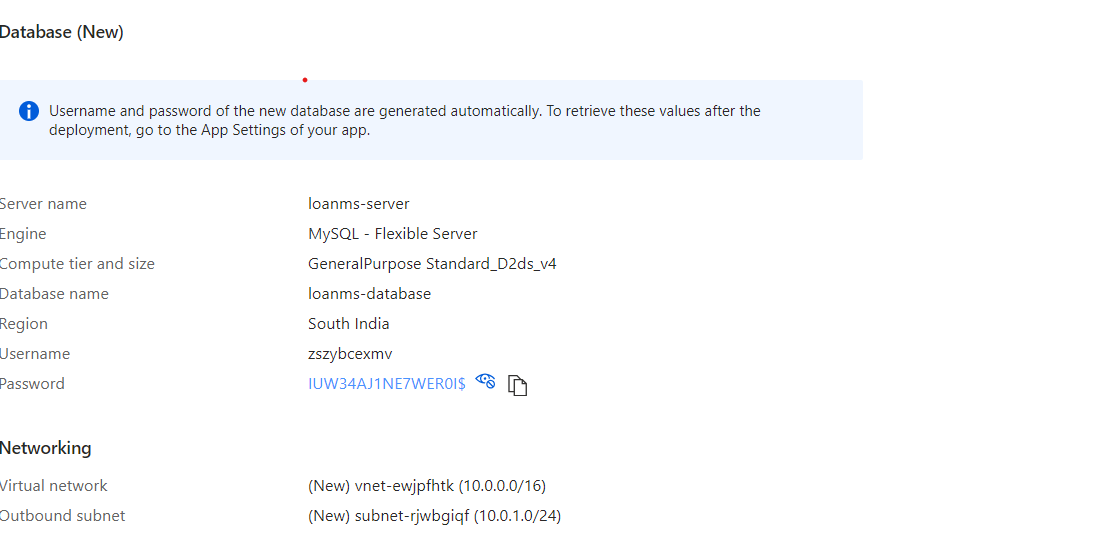 Database (New)
Username and password of the new database are generated automatically. To retrieve these values after the
deployment, go to the App Settings of your app.
Server name loanms-server
Engine MySQL - Flexible Server
Compute tier and size GeneralPurpose Standard_D2ds_v4
Database name loanms-database
Region South India
Username zszybcexmv
Password IUW34AJ1NE7WER0I$
Networking
Virtual network (New) vnet-ewjpfhtk (10.0.0.0/16)
Outbound subnet (New) subnet-rjwbgiqf (10.0.1.0/24)